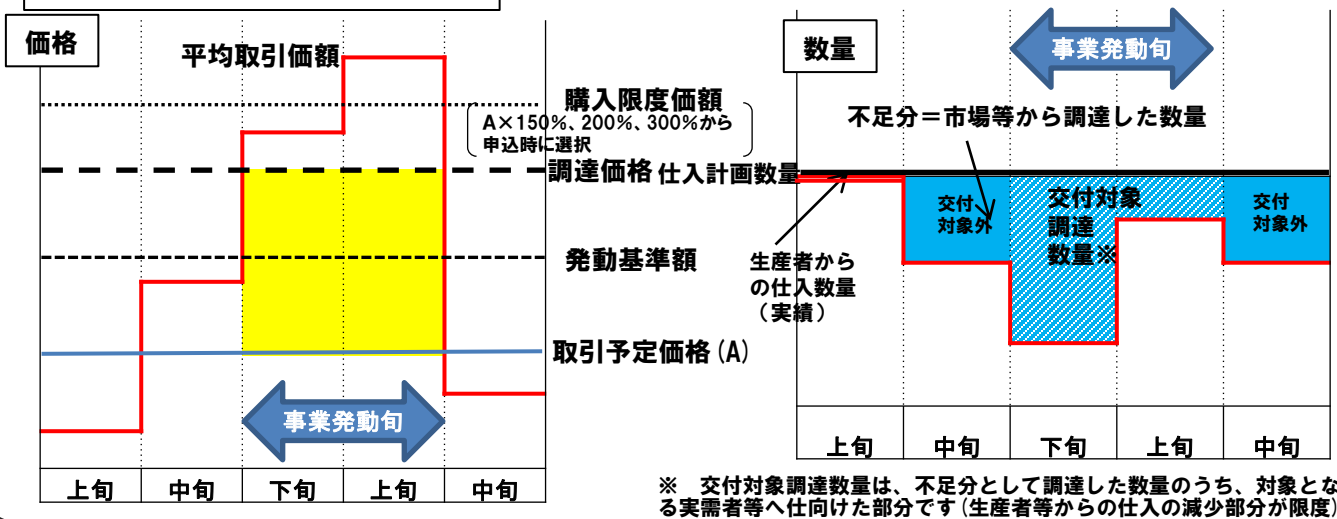 価格
平均取引価額
購入限度価額
A×150%、200%、300%から
申込時に選択
調達価格
発動基準額
取引予定価格(A)
事業発動旬
上旬
中旬
下旬
上旬
中旬
数量
事業発動旬
不足分＝市場等から調達した数量
仕入計画数量
交付
対象外
交付対象
調達
数量※
交付
対象外
生産者から
の仕入数量
（実績）
上旬
中旬
下旬
上旬
中旬
※　交付対象調達数量は、不足分として調達した数量のうち、対象とな
る実需者等へ仕向けた部分です(生産者等からの仕入の減少部分が限度)